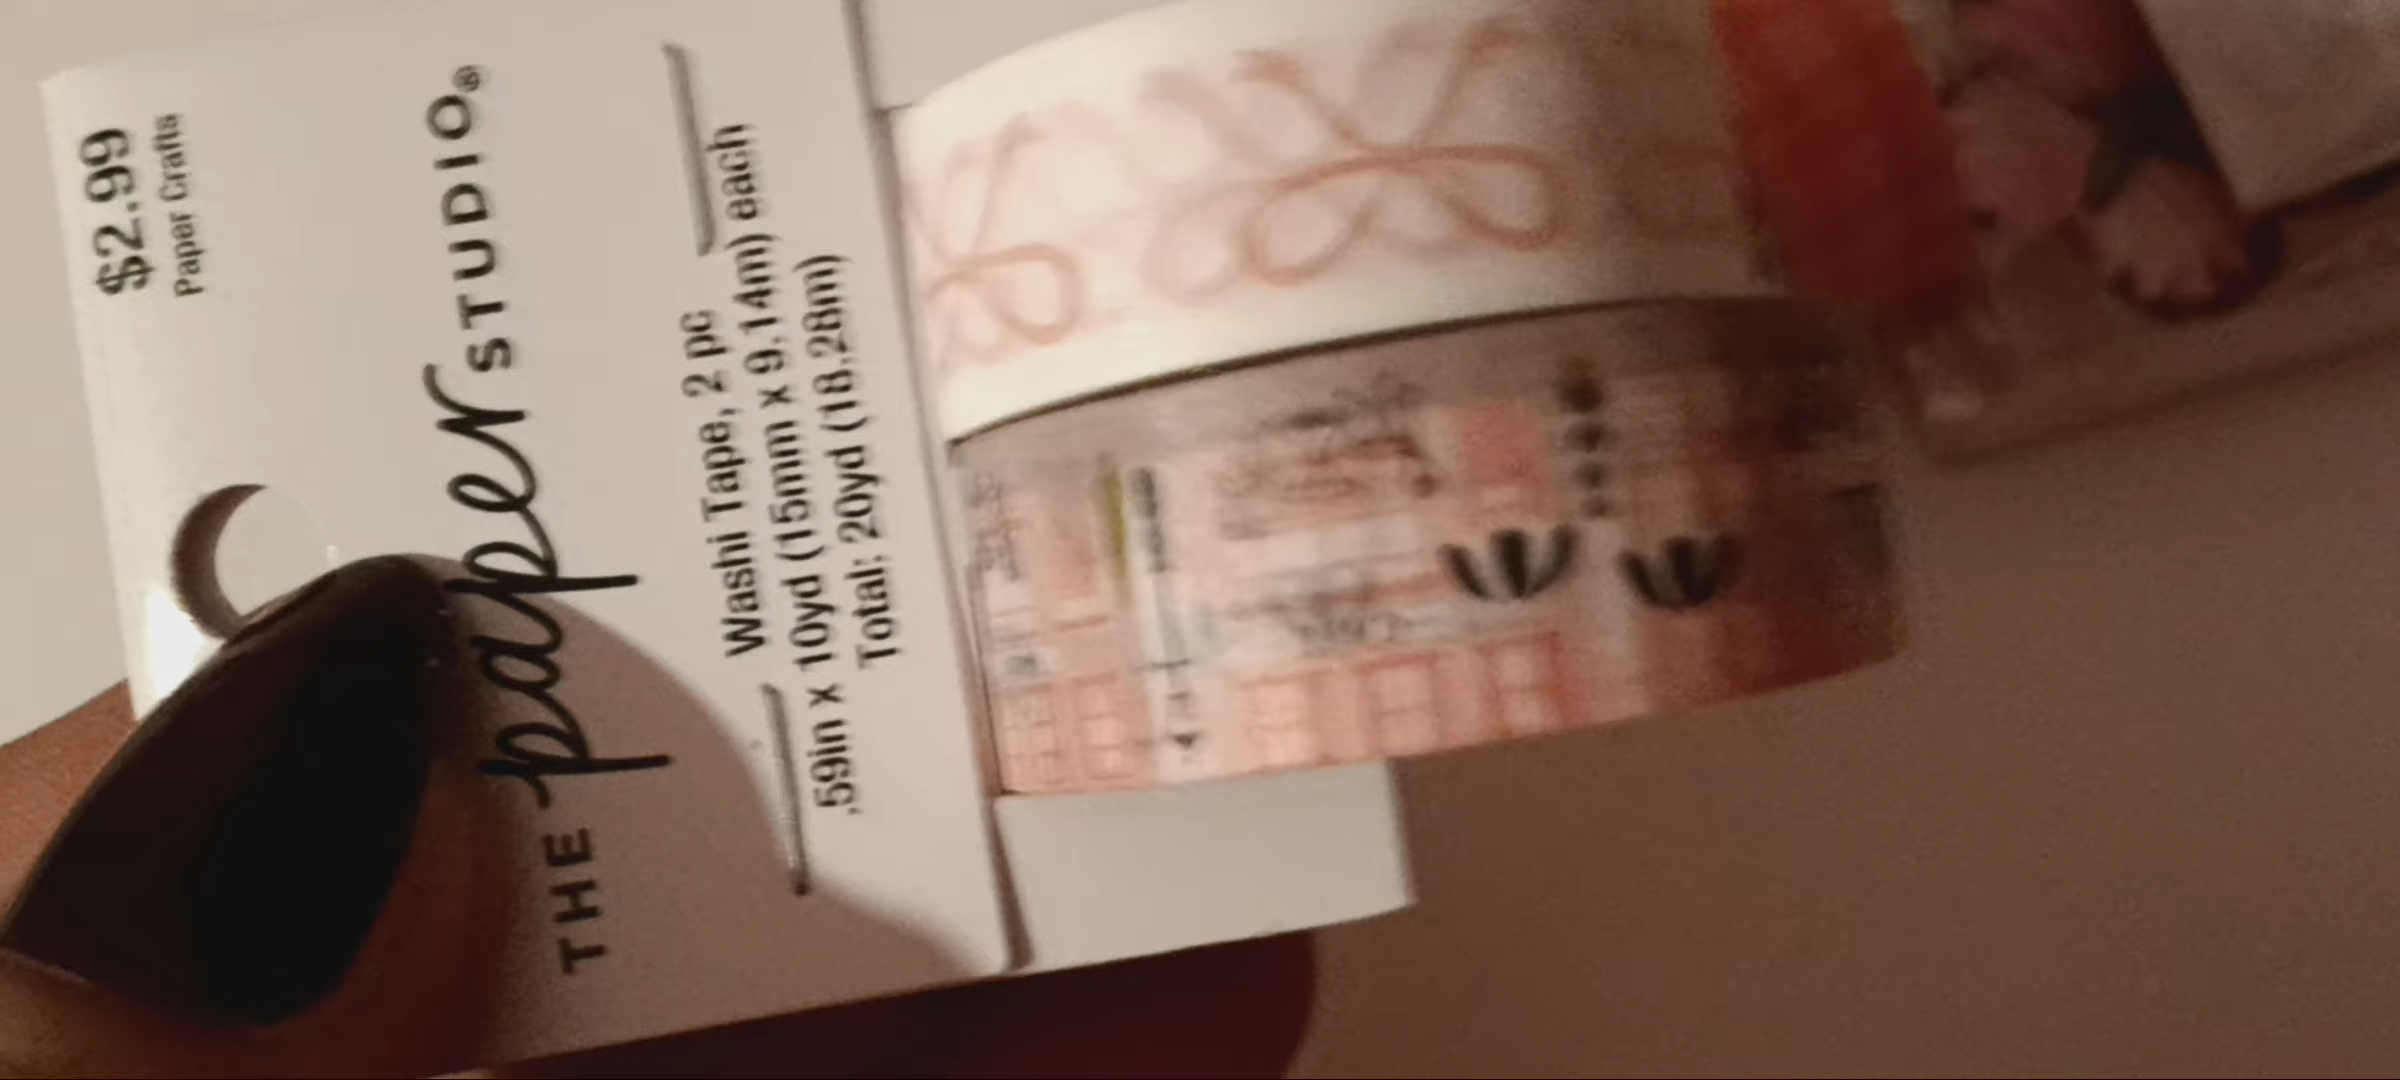 $2.99
Paper Crafts
THE paper STUDIO®
Washi Tape, 2 pc
.59in x 10yd (15mm x 9.14m) each
Total: 20yd (18.28m)